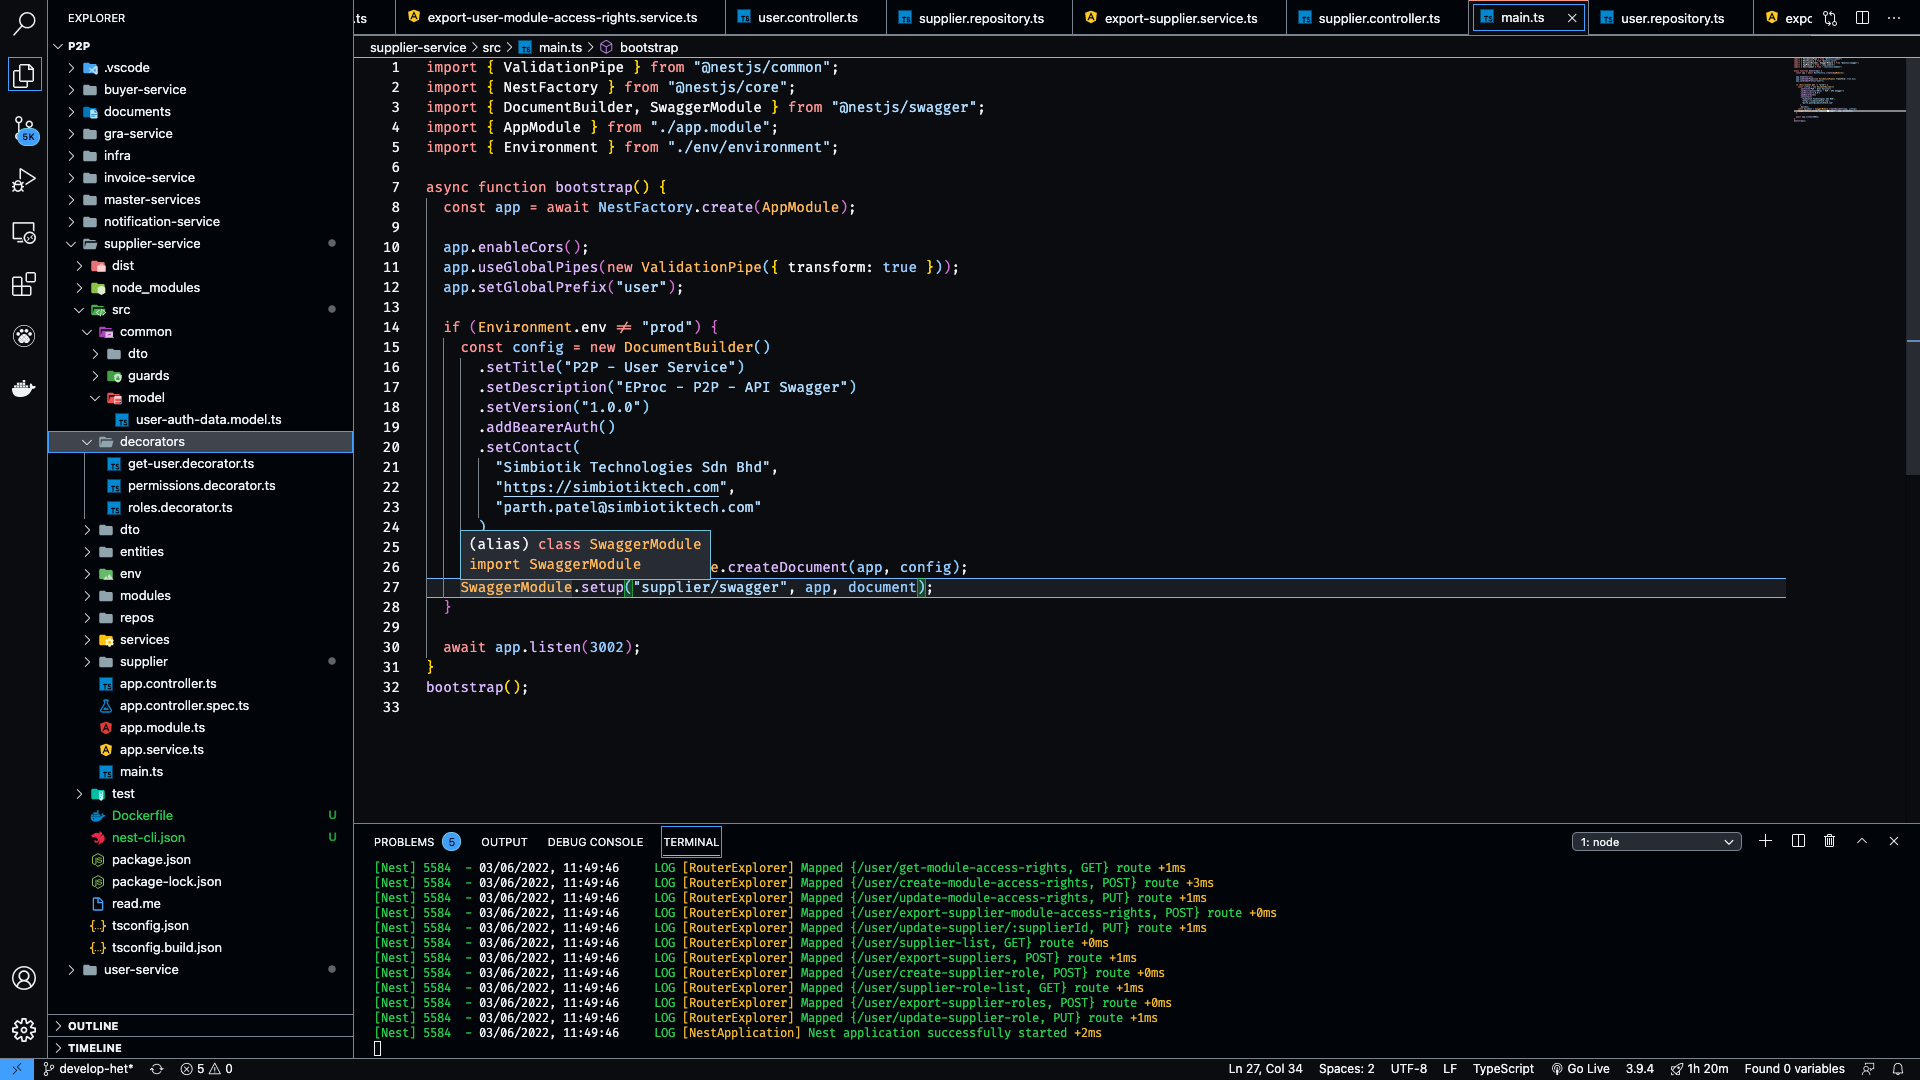 EXPLORER
P2P
.vscode
buyer-service
documents
gra-service
infra
invoice-service
master-services
notification-service
supplier-service
dist
node_modules
src
common
dto
guards
model
user-auth-data.model.ts
decorators
get-user.decorator.ts
permissions.decorator.ts
roles.decorator.ts
dto
entities
env
modules
repos
services
supplier
app.controller.ts
app.controller.spec.ts
app.module.ts
app.service.ts
main.ts
test
Dockerfile U
nest-cli.json U
package.json
package-lock.json
read.me
tsconfig.json
tsconfig.build.json
user-service
OUTLINE
TIMELINE
5K
.ts export-user-module-access-rights.service.ts user.controller.ts supplier.repository.ts export-supplier.service.ts supplier.controller.ts main.ts user.repository.ts expo
supplier-service > src > main.ts > bootstrap
1 import { ValidationPipe } from "@nestjs/common";
2 import { NestFactory } from "@nestjs/core";
3 import { DocumentBuilder, SwaggerModule } from "@nestjs/swagger";
4 import { AppModule } from "./app.module";
5 import { Environment } from "./env/environment";
6
7 async function bootstrap() {
8 const app = await NestFactory.create(AppModule);
9
10 app.enableCors();
11 app.useGlobalPipes(new ValidationPipe({ transform: true }));
12 app.setGlobalPrefix("user");
13
14 if (Environment.env ≠ "prod") {
15 const config = new DocumentBuilder()
16 .setTitle("P2P - User Service")
17 .setDescription("EProc - P2P - API Swagger")
18 .setVersion("1.0.0")
19 .addBearerAuth()
20 .setContact(
21 "Simbiotik Technologies Sdn Bhd",
22 "https://simbiotiktech.com",
23 "parth.patel@simbiotiktech.com"
24 )
25 (alias) class SwaggerModule
import SwaggerModule
26 e.createDocument(app, config);
27 SwaggerModule.setup("supplier/swagger", app, document);
28 }
29
30 await app.listen(3002);
31 }
32 bootstrap();
33
PROBLEMS 5 OUTPUT DEBUG CONSOLE TERMINAL 1: node
[Nest] 5584 - 03/06/2022, 11:49:46 LOG [RouterExplorer] Mapped {/user/get-module-access-rights, GET} route +1ms
[Nest] 5584 - 03/06/2022, 11:49:46 LOG [RouterExplorer] Mapped {/user/create-module-access-rights, POST} route +3ms
[Nest] 5584 - 03/06/2022, 11:49:46 LOG [RouterExplorer] Mapped {/user/update-module-access-rights, PUT} route +1ms
[Nest] 5584 - 03/06/2022, 11:49:46 LOG [RouterExplorer] Mapped {/user/export-supplier-module-access-rights, POST} route +0ms
[Nest] 5584 - 03/06/2022, 11:49:46 LOG [RouterExplorer] Mapped {/user/update-supplier/:supplierId, PUT} route +1ms
[Nest] 5584 - 03/06/2022, 11:49:46 LOG [RouterExplorer] Mapped {/user/supplier-list, GET} route +0ms
[Nest] 5584 - 03/06/2022, 11:49:46 LOG [RouterExplorer] Mapped {/user/export-suppliers, POST} route +1ms
[Nest] 5584 - 03/06/2022, 11:49:46 LOG [RouterExplorer] Mapped {/user/create-supplier-role, POST} route +0ms
[Nest] 5584 - 03/06/2022, 11:49:46 LOG [RouterExplorer] Mapped {/user/supplier-role-list, GET} route +1ms
[Nest] 5584 - 03/06/2022, 11:49:46 LOG [RouterExplorer] Mapped {/user/export-supplier-roles, POST} route +0ms
[Nest] 5584 - 03/06/2022, 11:49:46 LOG [RouterExplorer] Mapped {/user/update-supplier-role, PUT} route +1ms
[Nest] 5584 - 03/06/2022, 11:49:46 LOG [NestApplication] Nest application successfully started +2ms
develop-het* 5 0 Ln 27, Col 34 Spaces: 2 UTF-8 LF TypeScript Go Live 3.9.4 1h 20m Found 0 variables